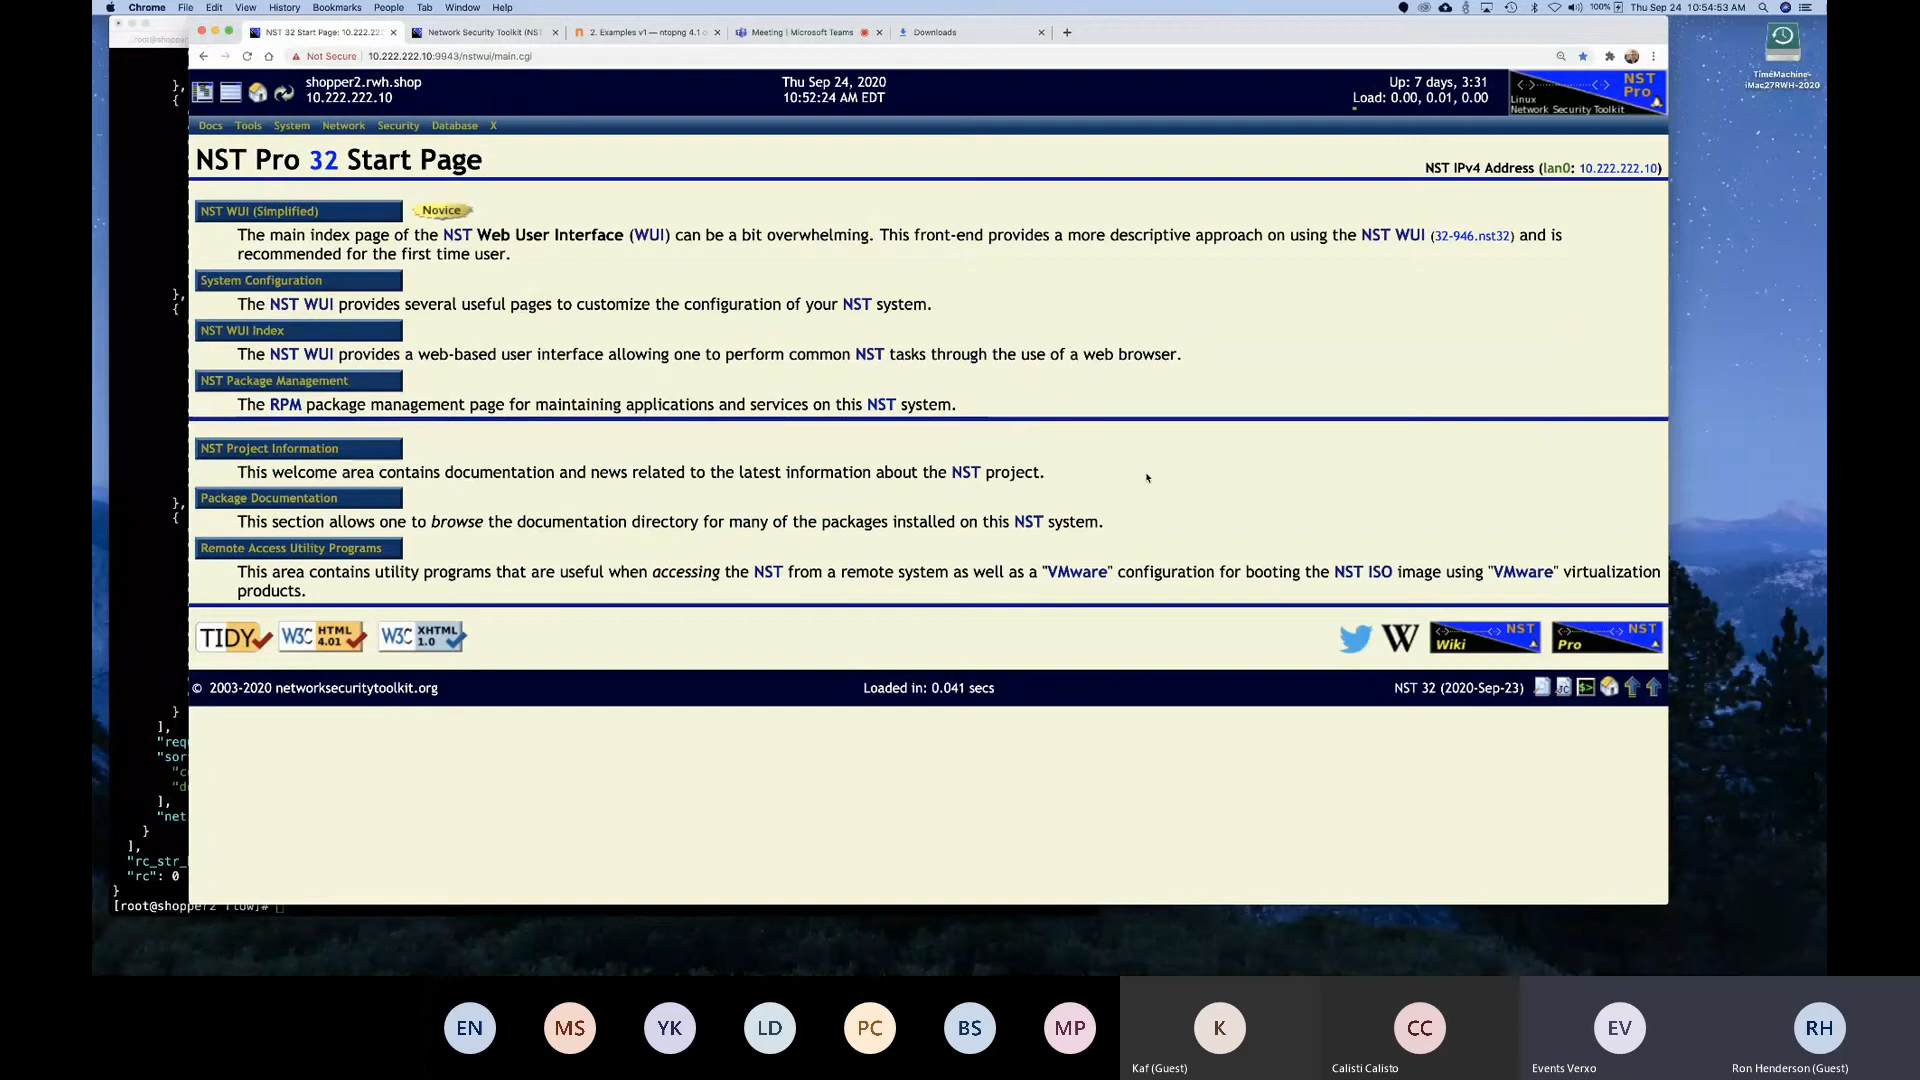 Chrome File Edit View History Bookmarks People Tab Window Help
100% Thu Sep 24 10:54:53 AM
NST 32 Start Page: 10.222.22
Network Security Toolkit (NST
2. Examples v1 — ntopng 4.1
Meeting | Microsoft Teams
Downloads
Not Secure 10.222.222.10:9943/nstwui/main.cgi
TimeMachine-
iMac27RWH-2020
shopper2.rwh.shop
10.222.222.10
Thu Sep 24, 2020
10:52:24 AM EDT
Up: 7 days, 3:31
Load: 0.00, 0.01, 0.00
NST
Pro
Linux
Network Security Toolkit
Docs Tools System Network Security Database X
NST Pro 32 Start Page
NST IPv4 Address (lan0: 10.222.222.10)
NST WUI (Simplified) Novice
The main index page of the NST Web User Interface (WUI) can be a bit overwhelming. This front-end provides a more descriptive approach on using the NST WUI (32-946.nst32) and is
recommended for the first time user.
System Configuration
The NST WUI provides several useful pages to customize the configuration of your NST system.
NST WUI Index
The NST WUI provides a web-based user interface allowing one to perform common NST tasks through the use of a web browser.
NST Package Management
The RPM package management page for maintaining applications and services on this NST system.
NST Project Information
This welcome area contains documentation and news related to the latest information about the NST project.
Package Documentation
This section allows one to browse the documentation directory for many of the packages installed on this NST system.
Remote Access Utility Programs
This area contains utility programs that are useful when accessing the NST from a remote system as well as a "VMware" configuration for booting the NST ISO image using "VMware" virtualization
products.
TIDY
W3C HTML 4.01
W3C XHTML 1.0
W
NST Wiki
NST Pro
© 2003-2020 networksecuritytoolkit.org
Loaded in: 0.041 secs
NST 32 (2020-Sep-23)
},
{
},
{
},
{
}
],
"req
"sor
"c
"d
],
"net
}
],
"rc_str_
"rc": 0
}
[root@shopper2 flow]#
EN MS YK LD PC BS MP K CC EV RH
Kaf (Guest)
Calisti Calisto
Events Verxo
Ron Henderson (Guest)